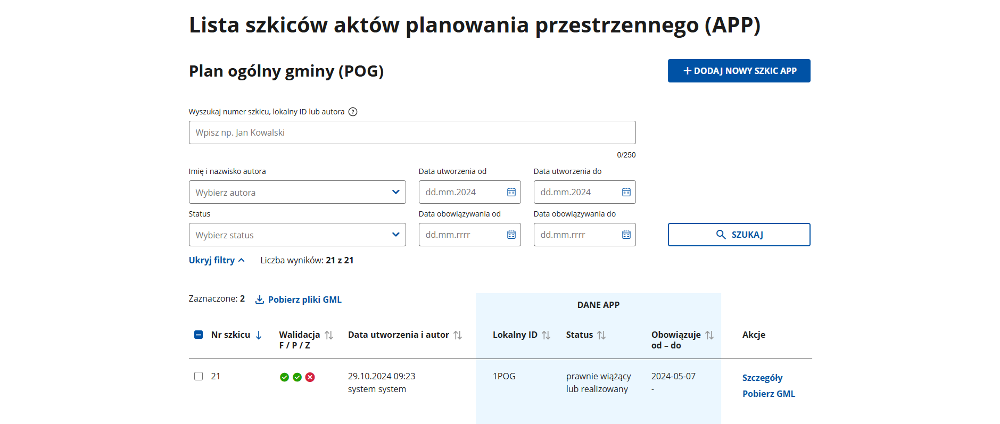 Lista szkiców aktów planowania przestrzennego (APP)
Plan ogólny gminy (POG)
DODAJ NOWY SZKIC APP
Wyszukaj numer szkicu, lokalny ID lub autora
Wpisz np. Jan Kowalski
0/250
Imię i nazwisko autora
Data utworzenia od
Data utworzenia do
Wybierz autora
dd.mm.2024
dd.mm.2024
Status
Data obowiązywania od
Data obowiązywania do
Wybierz status
dd.mm.rrrr
dd.mm.rrrr
SZUKAJ
Ukryj filtry
Liczba wyników: 21 z 21
Zaznaczone: 2
Pobierz pliki GML
DANE APP
Nr szkicu
Walidacja
F / P / Z
Data utworzenia i autor
Lokalny ID
Status
Obowiązuje
od – do
Akcje
21
29.10.2024 09:23
system system
1POG
prawnie wiążący
lub realizowany
2024-05-07
-
Szczegóły
Pobierz GML